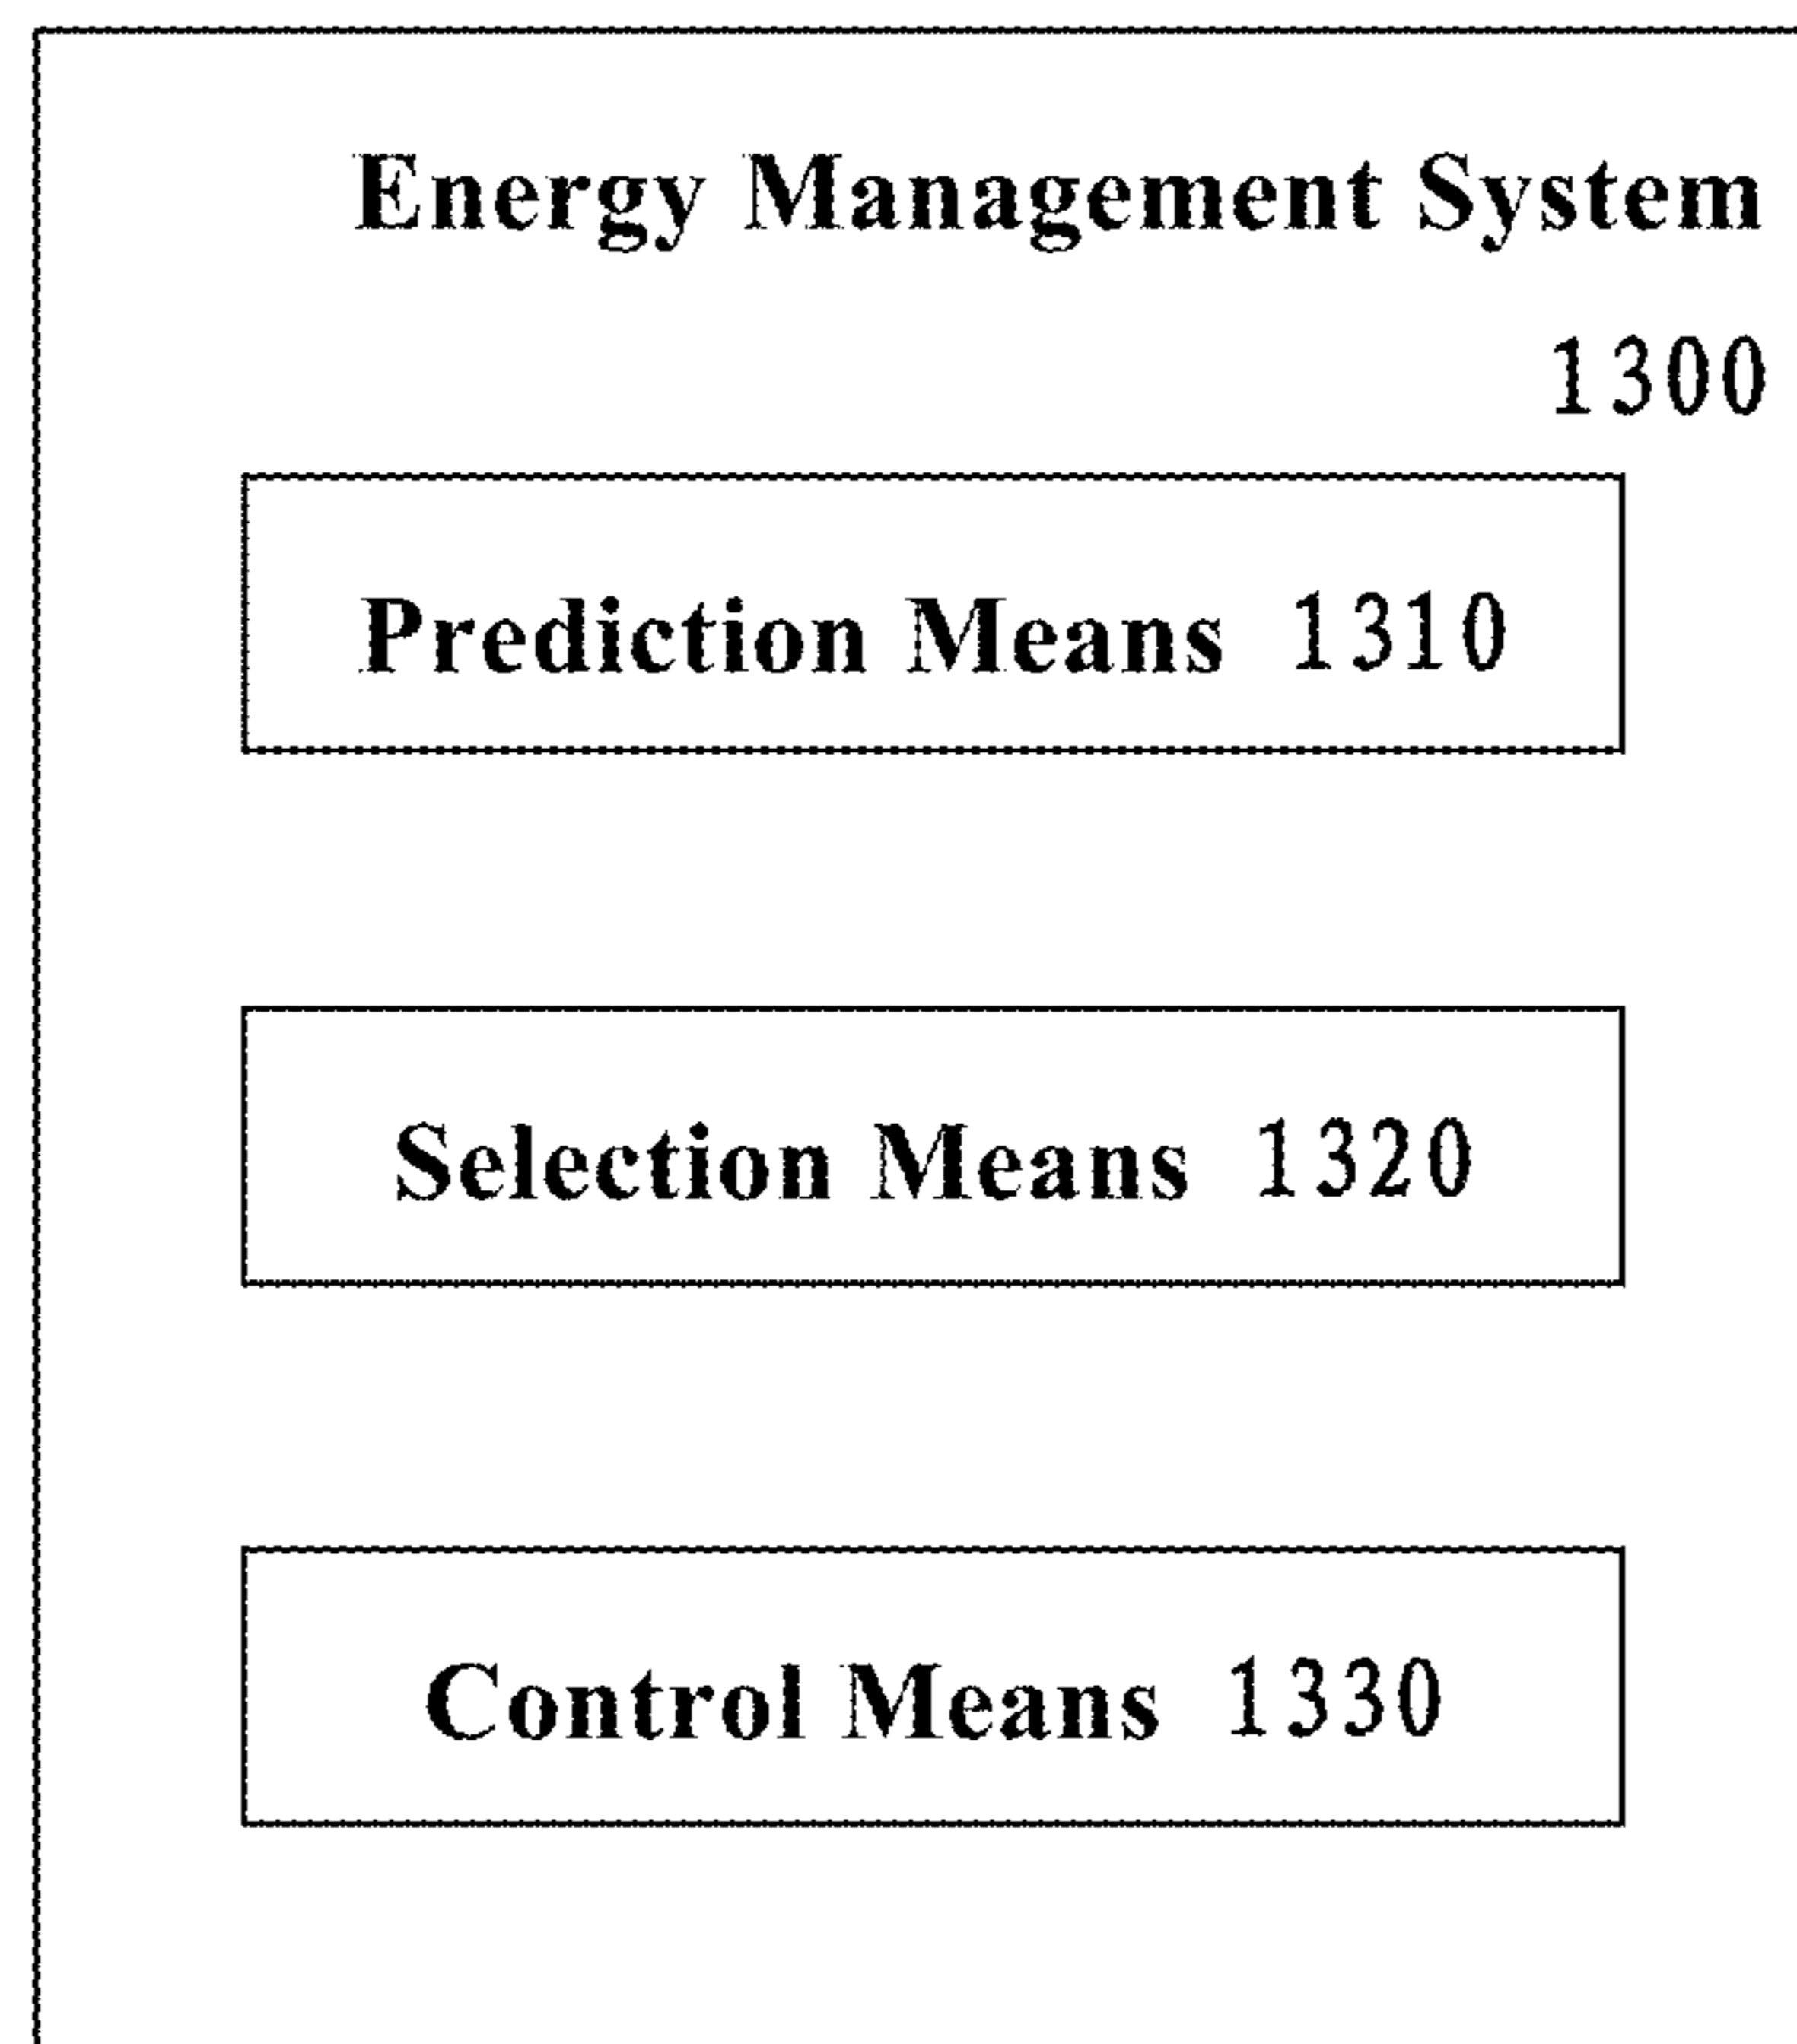 Energy Management System
1300
Prediction Means 1310
Selection Means 1320
Control Means 1330